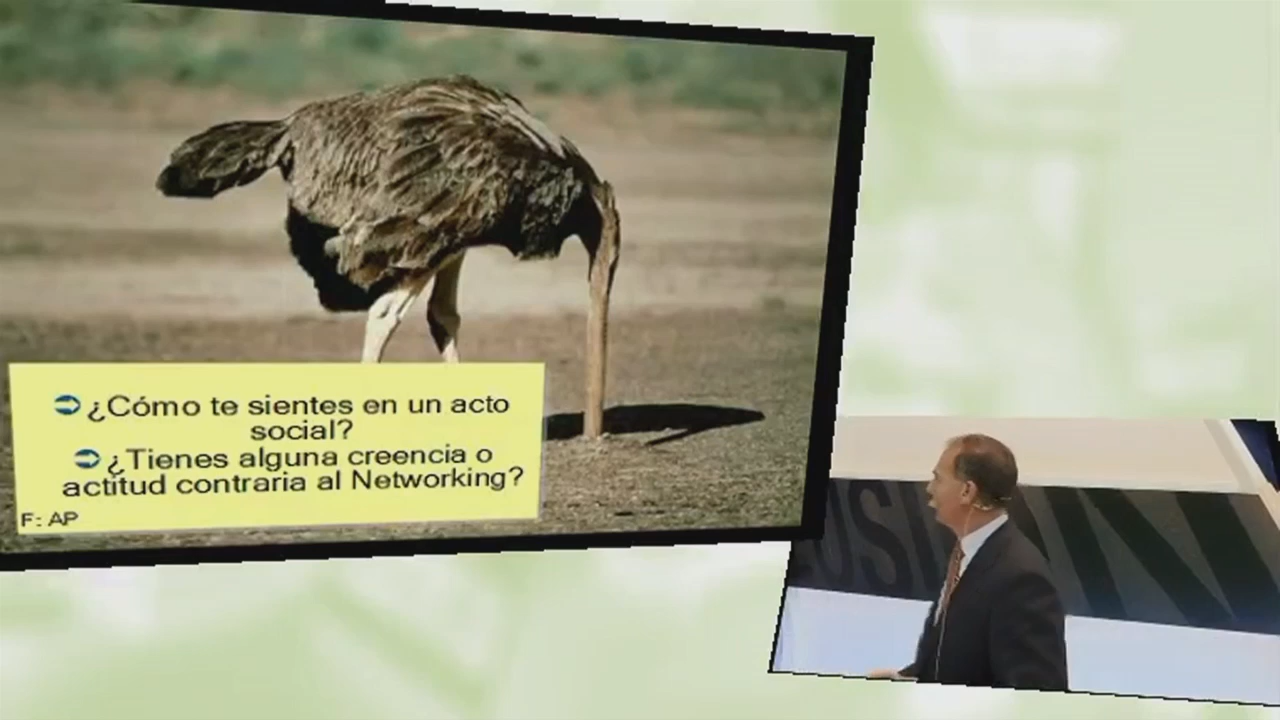 ¿Cómo te sientes en un acto
social?
¿Tienes alguna creencia o
actitud contraria al Networking?
F: AP